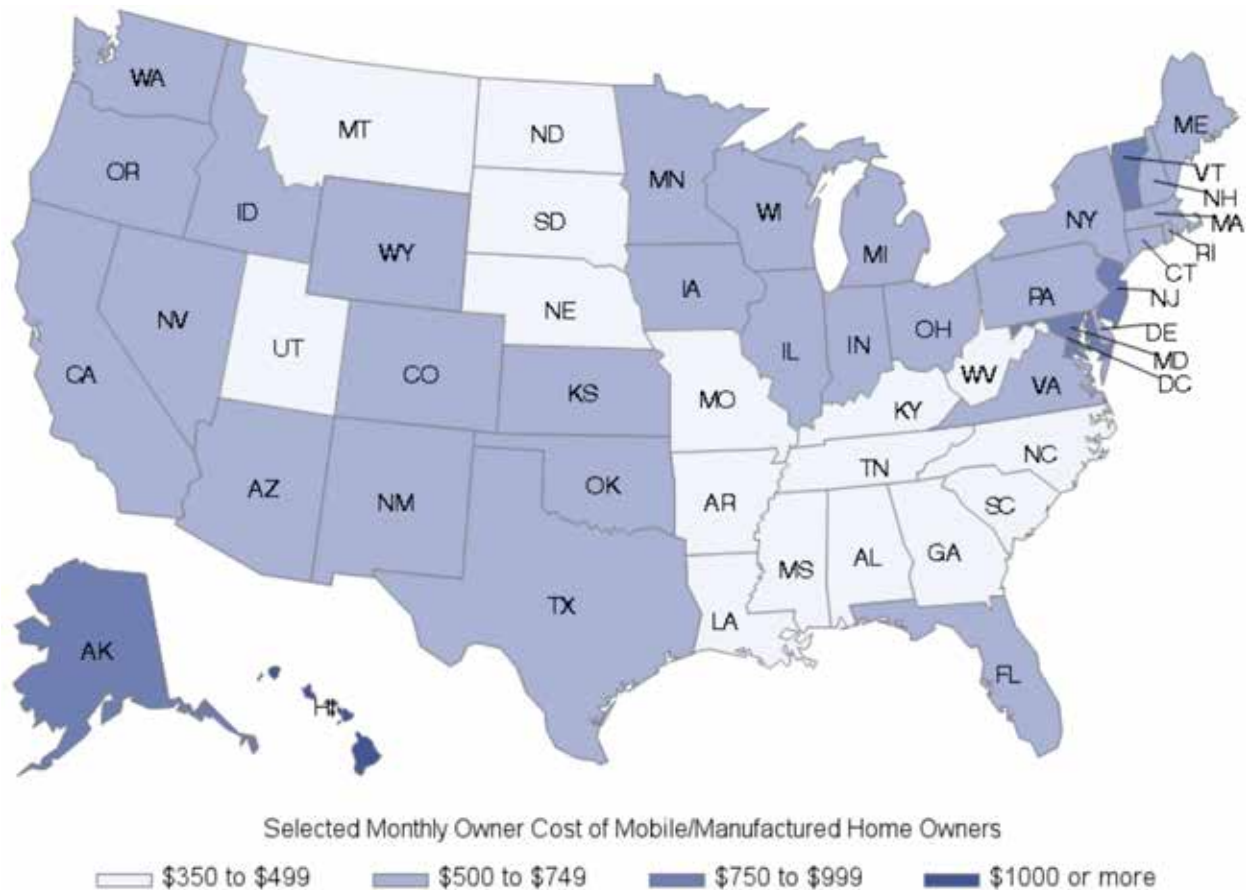 WA
MT
ND
ME
OR
MN
VT
ID
SD
WI
NH
NY
MA
WY
MI
RI
CT
IA
PA
NJ
NE
NV
OH
DE
UT
IL
IN
MD
CA
CO
WV
VA
DC
KS
MO
KY
NC
TN
AZ
NM
OK
AR
SC
MS
AL
GA
TX
LA
AK
FL
Selected Monthly Owner Cost of Mobile/Manufactured Home Owners
$350 to $499 $500 to $749 $750 to $999 $1000 or more